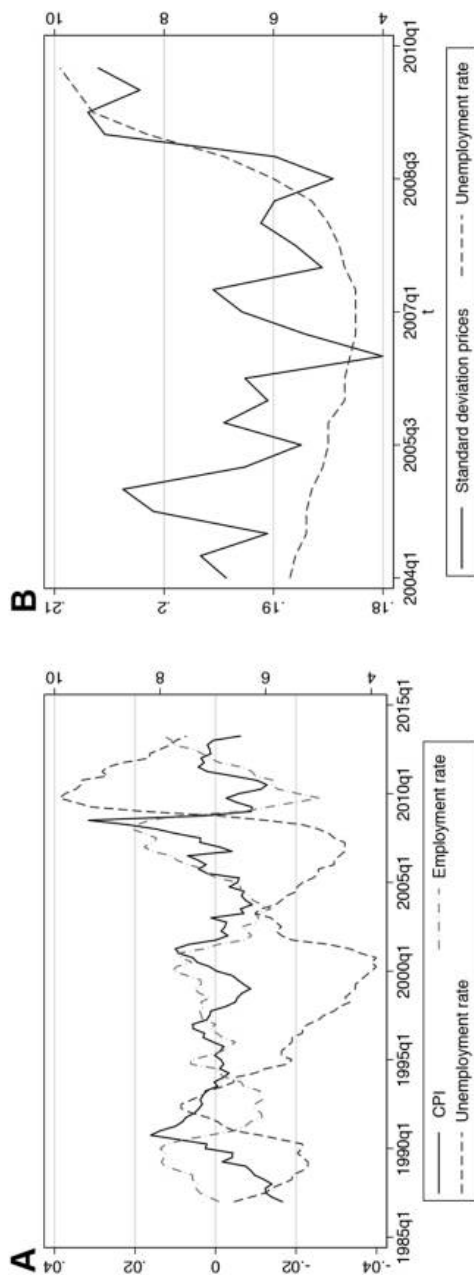 A
.04
.02
0
-.02
-.04
10
8
6
4
1985q1
1990q1
1995q1
2000q1
2005q1
2010q1
2015q1
CPI
Employment rate
Unemployment rate
B
.21
.2
.19
.18
10
8
6
4
2004q1
2005q3
2007q1
2008q3
2010q1
t
Standard deviation prices
Unemployment rate